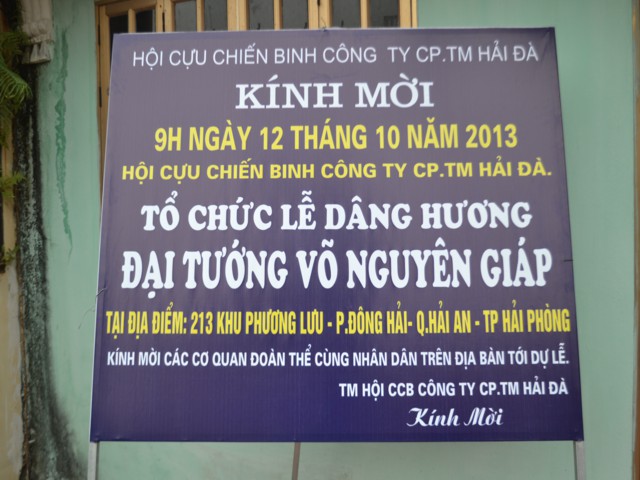 HỘI CỰU CHIẾN BINH CÔNG TY CP.TM HẢI ĐÀ
KÍNH MỜI
9H NGÀY 12 THÁNG 10 NĂM 2013
HỘI CỰU CHIẾN BINH CÔNG TY CP.TM HẢI ĐÀ.
TỔ CHỨC LỄ DÂNG HƯƠNG
ĐẠI TƯỚNG VÕ NGUYÊN GIÁP
TẠI ĐỊA ĐIỂM: 213 KHU PHƯƠNG LƯU - P.ĐÔNG HẢI- Q.HẢI AN - TP HẢI PHÒNG
KÍNH MỜI CÁC CƠ QUAN ĐOÀN THỂ CÙNG NHÂN DÂN TRÊN ĐỊA BÀN TỚI DỰ LỄ.
TM HỘI CCB CÔNG TY CP.TM HẢI ĐÀ
Kính Mời